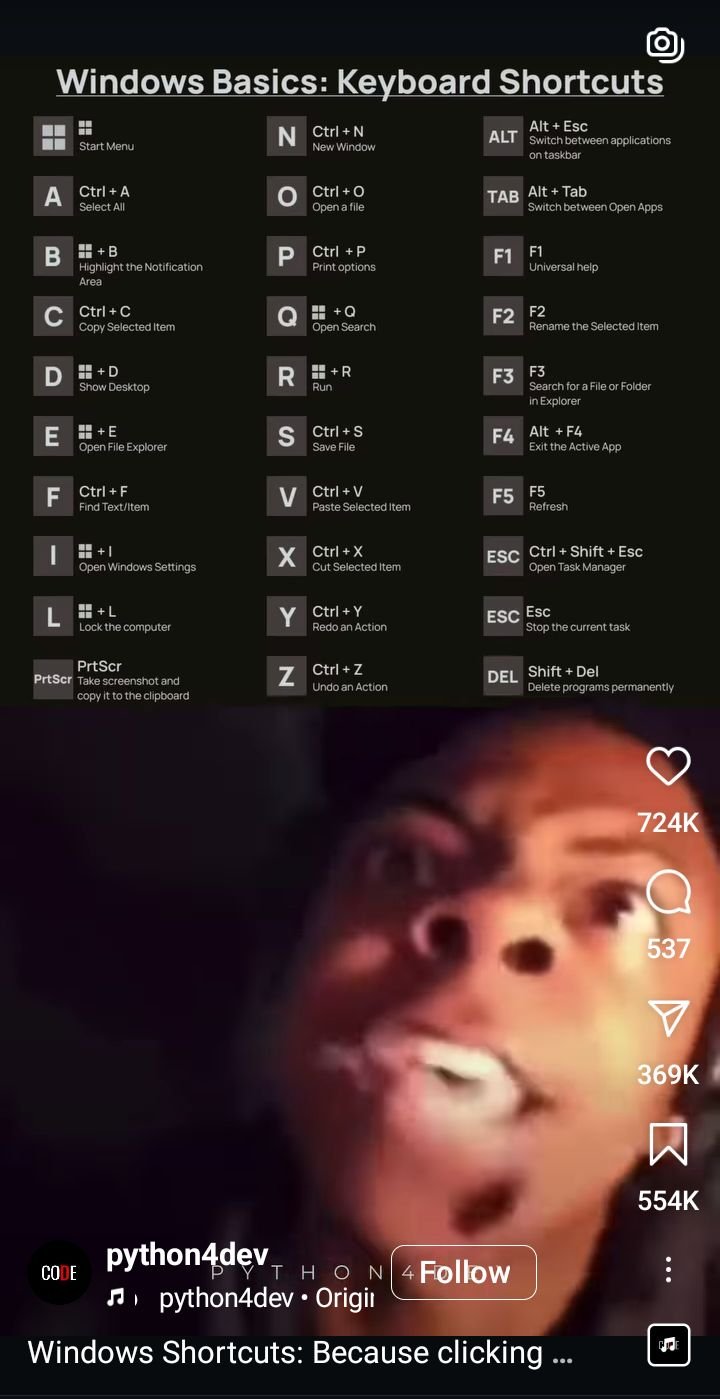 Windows Basics: Keyboard Shortcuts
Start Menu
A
Ctrl + A
Select All
B
+ B
Highlight the Notification
Area
C
Ctrl + C
Copy Selected Item
D
+ D
Show Desktop
E
+ E
Open File Explorer
F
Ctrl + F
Find Text/Item
I
+ I
Open Windows Settings
L
+ L
Lock the computer
PrtScr
PrtScr
Take screenshot and
copy it to the clipboard
N
Ctrl + N
New Window
O
Ctrl + O
Open a file
P
Ctrl + P
Print options
Q
+ Q
Open Search
R
+ R
Run
S
Ctrl + S
Save File
V
Ctrl + V
Paste Selected Item
X
Ctrl + X
Cut Selected Item
Y
Ctrl + Y
Redo an Action
Z
Ctrl + Z
Undo an Action
ALT
Alt + Esc
Switch between applications
on taskbar
TAB
Alt + Tab
Switch between Open Apps
F1
F1
Universal help
F2
F2
Rename the Selected Item
F3
F3
Search for a File or Folder
in Explorer
F4
Alt + F4
Exit the Active App
F5
F5
Refresh
ESC
Ctrl + Shift + Esc
Open Task Manager
ESC
Esc
Stop the current task
DEL
Shift + Del
Delete programs permanently
724K
537
369K
554K
CODE
python4dev
PYTHON4DE
Follow
python4dev • Origin
Windows Shortcuts: Because clicking ...